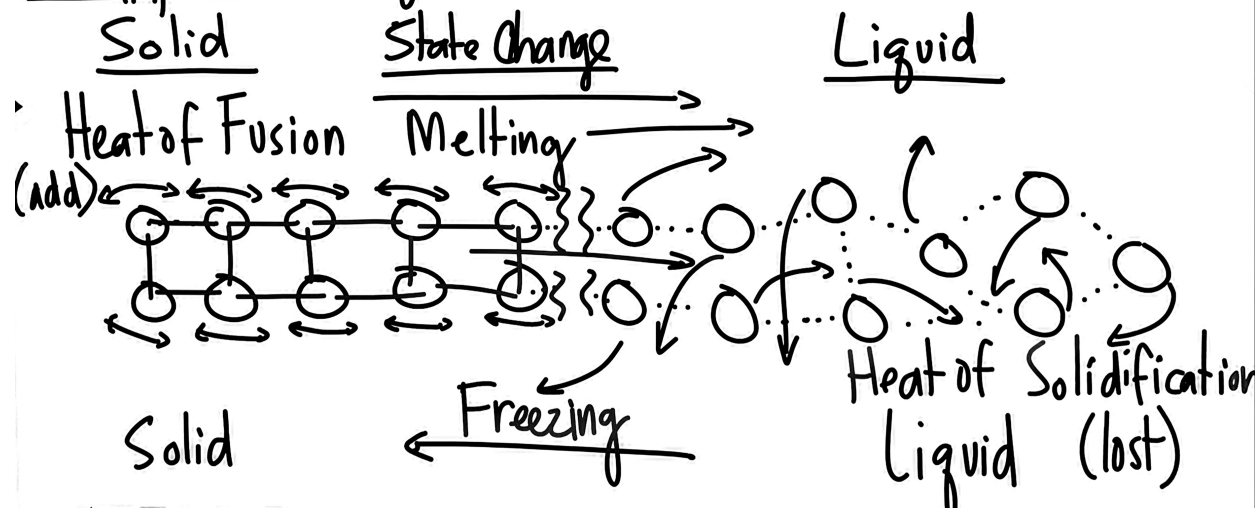 Solid State Change Liquid
Heat of Fusion Melting
(add)
Heat of Solidification
Freezing
Solid Liquid (lost)